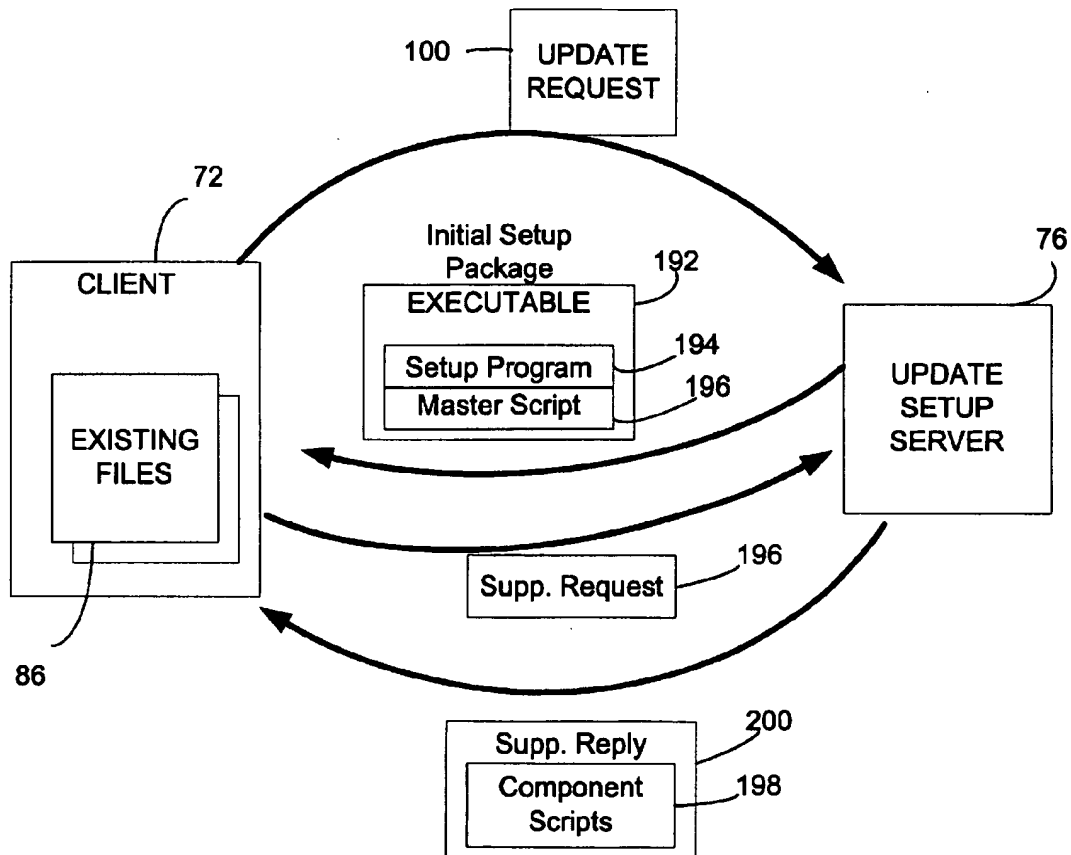 100
UPDATE
REQUEST
72
76
Initial Setup
Package
192
CLIENT
EXECUTABLE
194
Setup Program
196
Master Script
EXISTING
FILES
UPDATE
SETUP
SERVER
196
Supp. Request
86
200
Supp. Reply
198
Component
Scripts